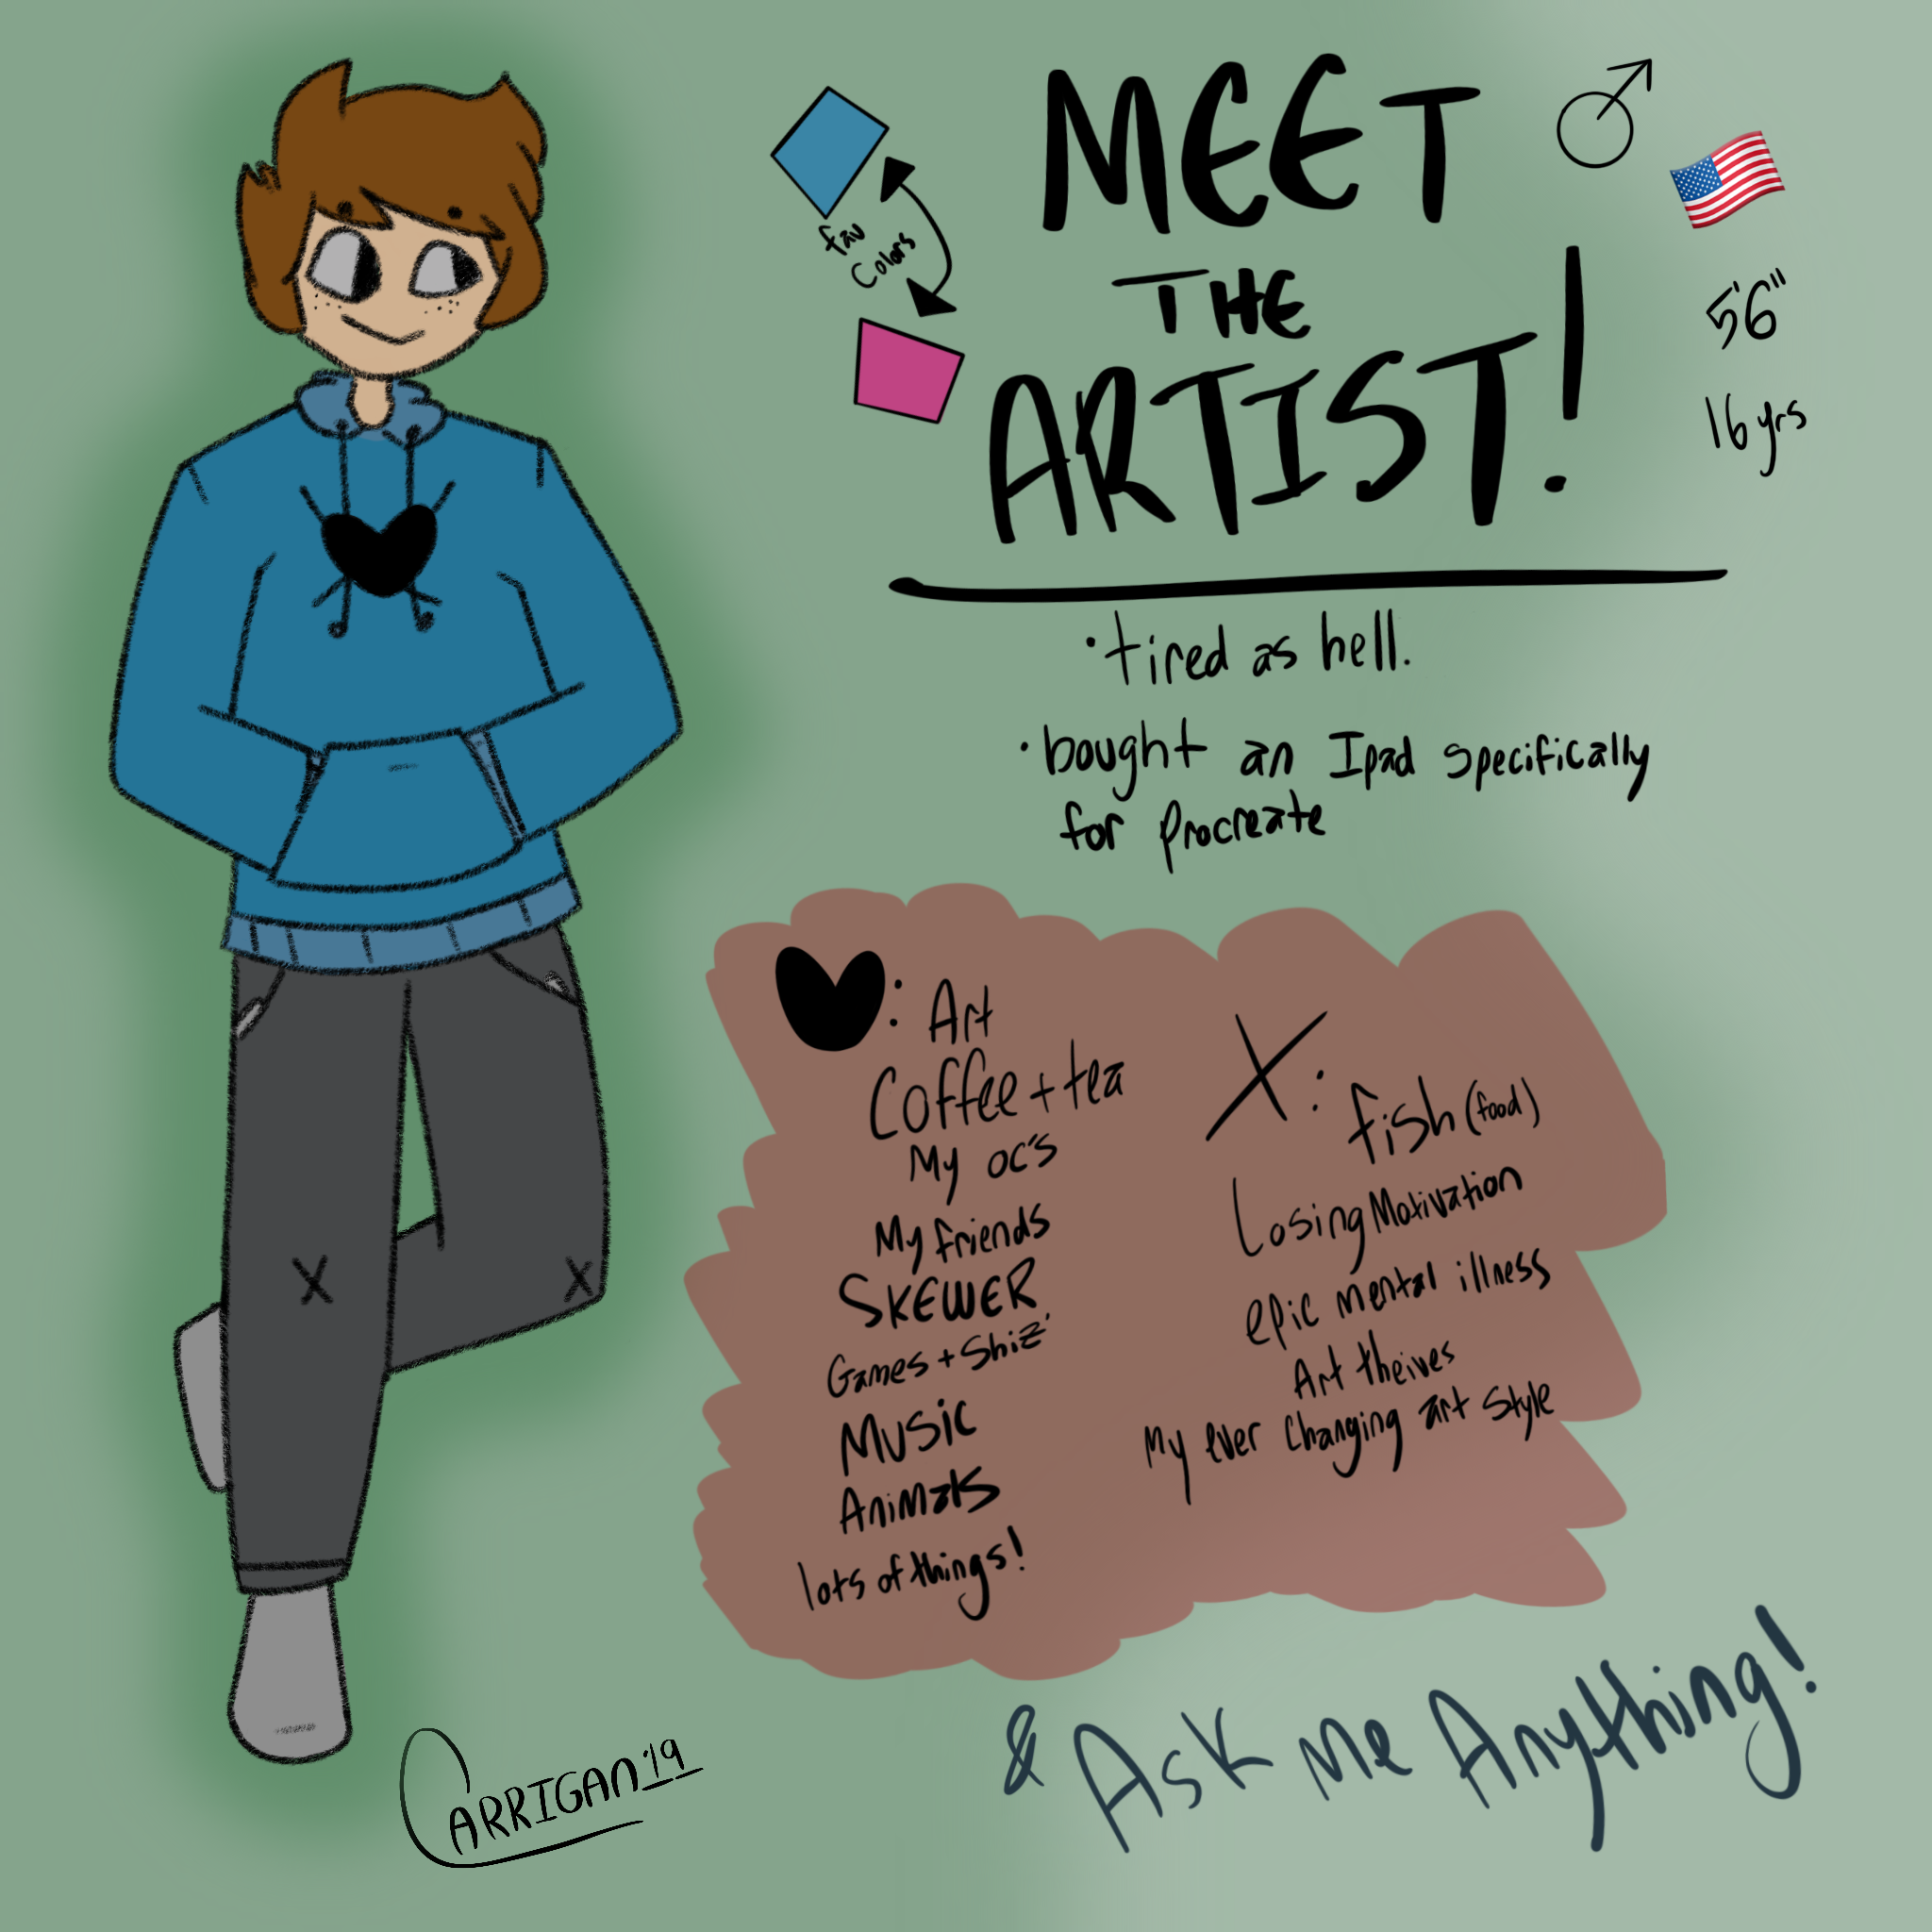 MEET
THE
ARTIST!
fav
Colors
5'6"
16 yrs
·tired as hell.
·bought an Ipad specifically
for procreate
: Art
Coffee + tea
My oc's
My friends
SKEWER
Games + Shiz
Music
Animals
lots of things!
X: fish (food)
Losing Motivation
epic mental illness
Art theives
My ever changing art style
& Ask Me Anything!
CARRIGAN '19